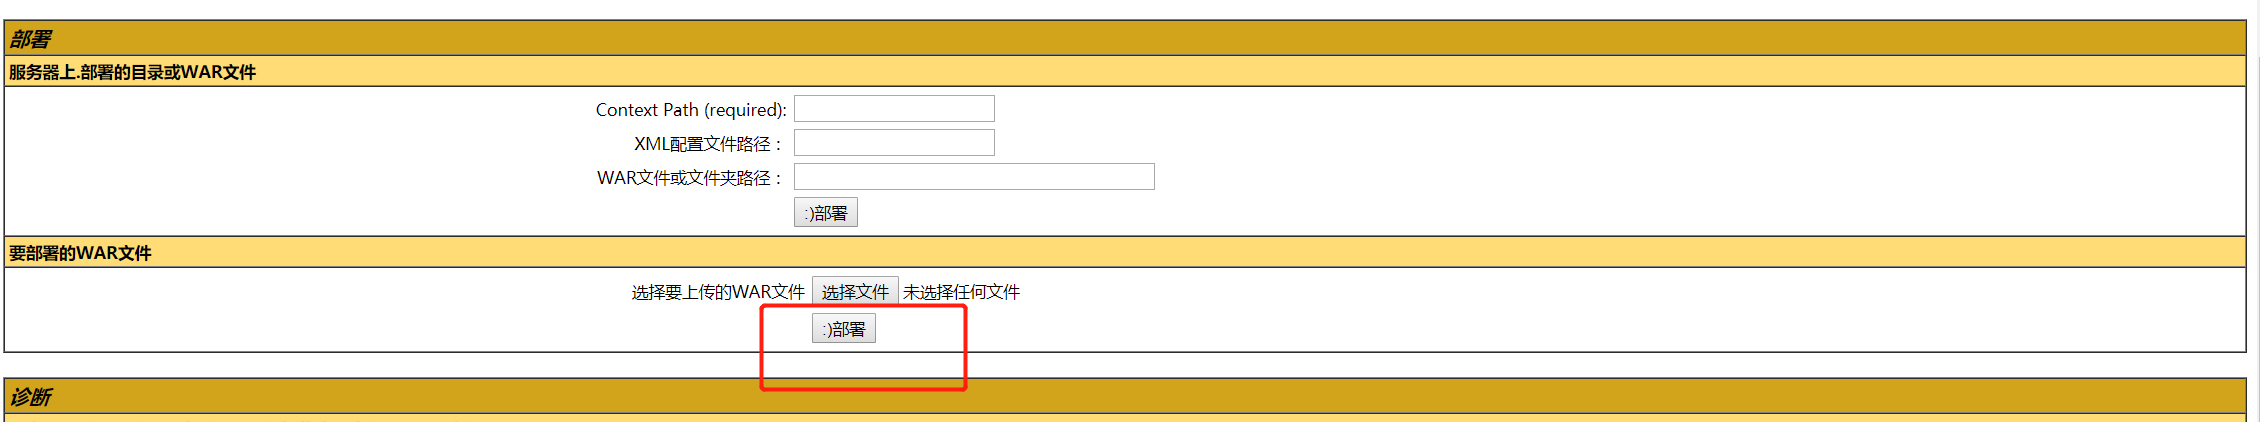 部署
服务器上.部署的目录或WAR文件
Context Path (required):
XML配置文件路径：
WAR文件或文件夹路径：
:)部署
要部署的WAR文件
选择要上传的WAR文件 选择文件 未选择任何文件
:)部署
诊断